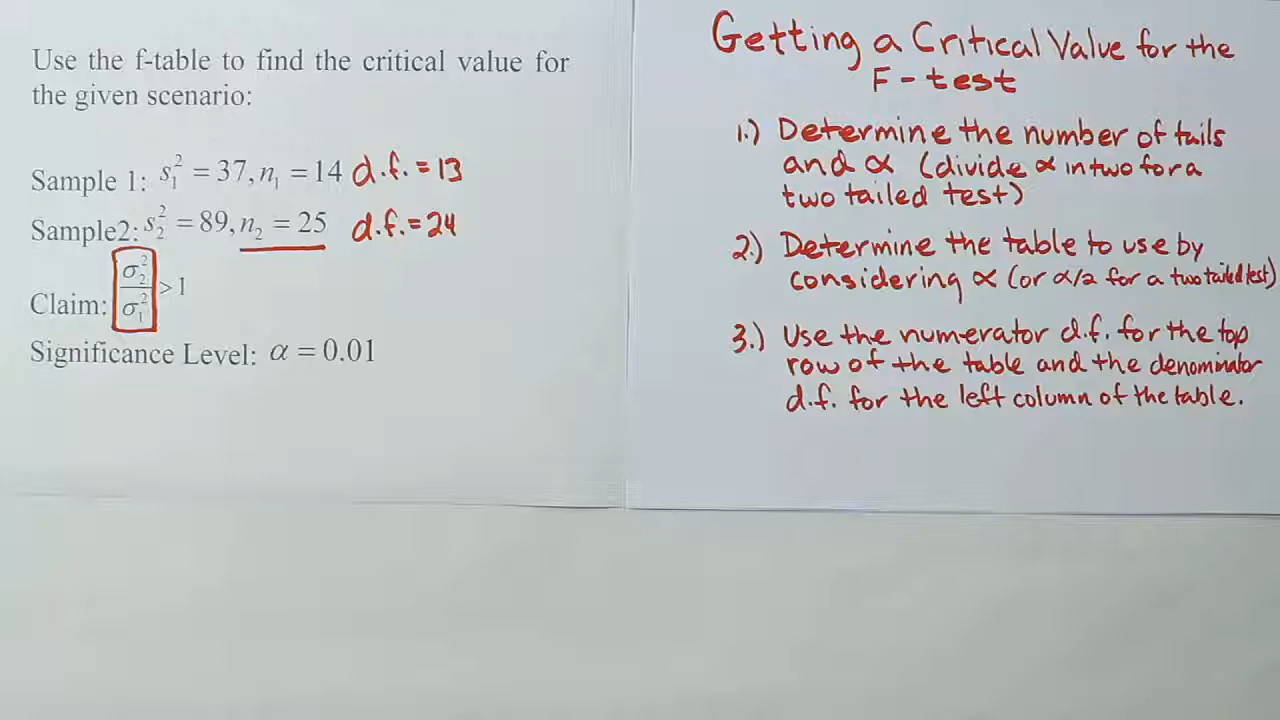 Use the f-table to find the critical value for
the given scenario:
Sample 1: s₁² = 37, n₁ = 14 d.f. = 13
Sample2: s₂² = 89, n₂ = 25 d.f. = 24
Claim: σ₂²/σ₁² > 1
Significance Level: α = 0.01
Getting a Critical Value for the
F-test
1.) Determine the number of tails
and α (divide α in two for a
two tailed test)
2.) Determine the table to use by
considering α (or α/2 for a two tailed test)
3.) Use the numerator d.f. for the top
row of the table and the denominator
d.f. for the left column of the table.